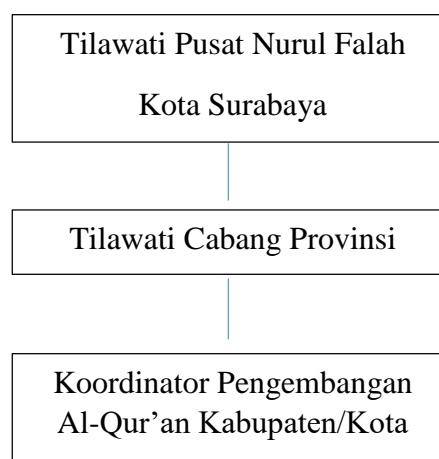 Tilawati Pusat Nurul Falah
Kota Surabaya
Tilawati Cabang Provinsi
Koordinator Pengembangan
Al-Qur’an Kabupaten/Kota